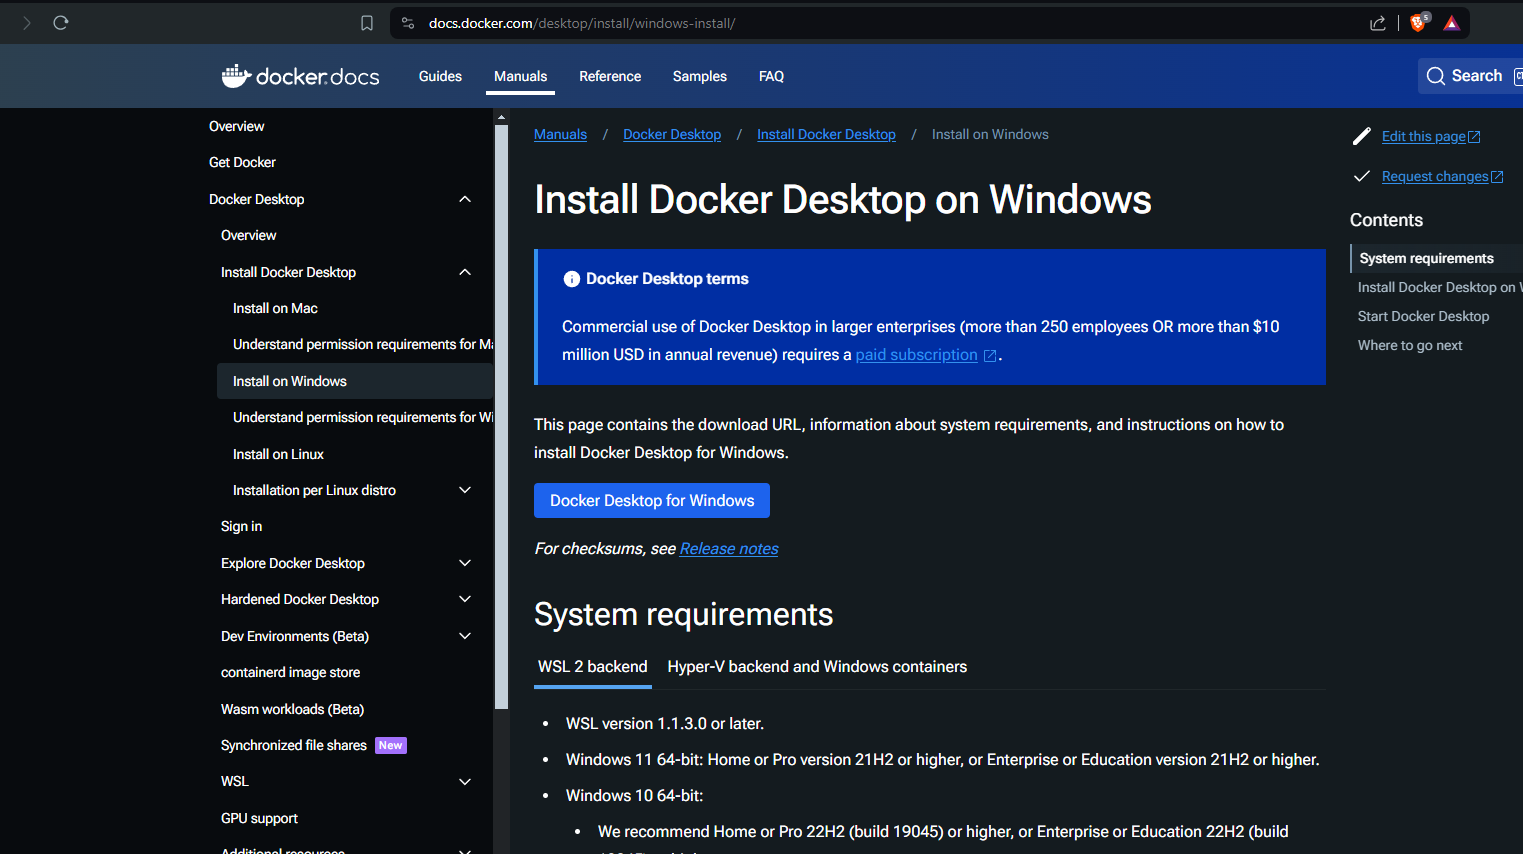 docs.docker.com/desktop/install/windows-install/
5
docker.docs
Guides
Manuals
Reference
Samples
FAQ
Search
Overview
Get Docker
Docker Desktop
Overview
Install Docker Desktop
Install on Mac
Understand permission requirements for Ma
Install on Windows
Understand permission requirements for Wi
Install on Linux
Installation per Linux distro
Sign in
Explore Docker Desktop
Hardened Docker Desktop
Dev Environments (Beta)
containerd image store
Wasm workloads (Beta)
Synchronized file shares New
WSL
GPU support
Additional resources
Manuals / Docker Desktop / Install Docker Desktop / Install on Windows
Install Docker Desktop on Windows
Docker Desktop terms
Commercial use of Docker Desktop in larger enterprises (more than 250 employees OR more than $10
million USD in annual revenue) requires a paid subscription .
This page contains the download URL, information about system requirements, and instructions on how to
install Docker Desktop for Windows.
Docker Desktop for Windows
For checksums, see Release notes
System requirements
WSL 2 backend
Hyper-V backend and Windows containers
• WSL version 1.1.3.0 or later.
• Windows 11 64-bit: Home or Pro version 21H2 or higher, or Enterprise or Education version 21H2 or higher.
• Windows 10 64-bit:
• We recommend Home or Pro 22H2 (build 19045) or higher, or Enterprise or Education 22H2 (build
Edit this page
Request changes
Contents
System requirements
Install Docker Desktop on W
Start Docker Desktop
Where to go next